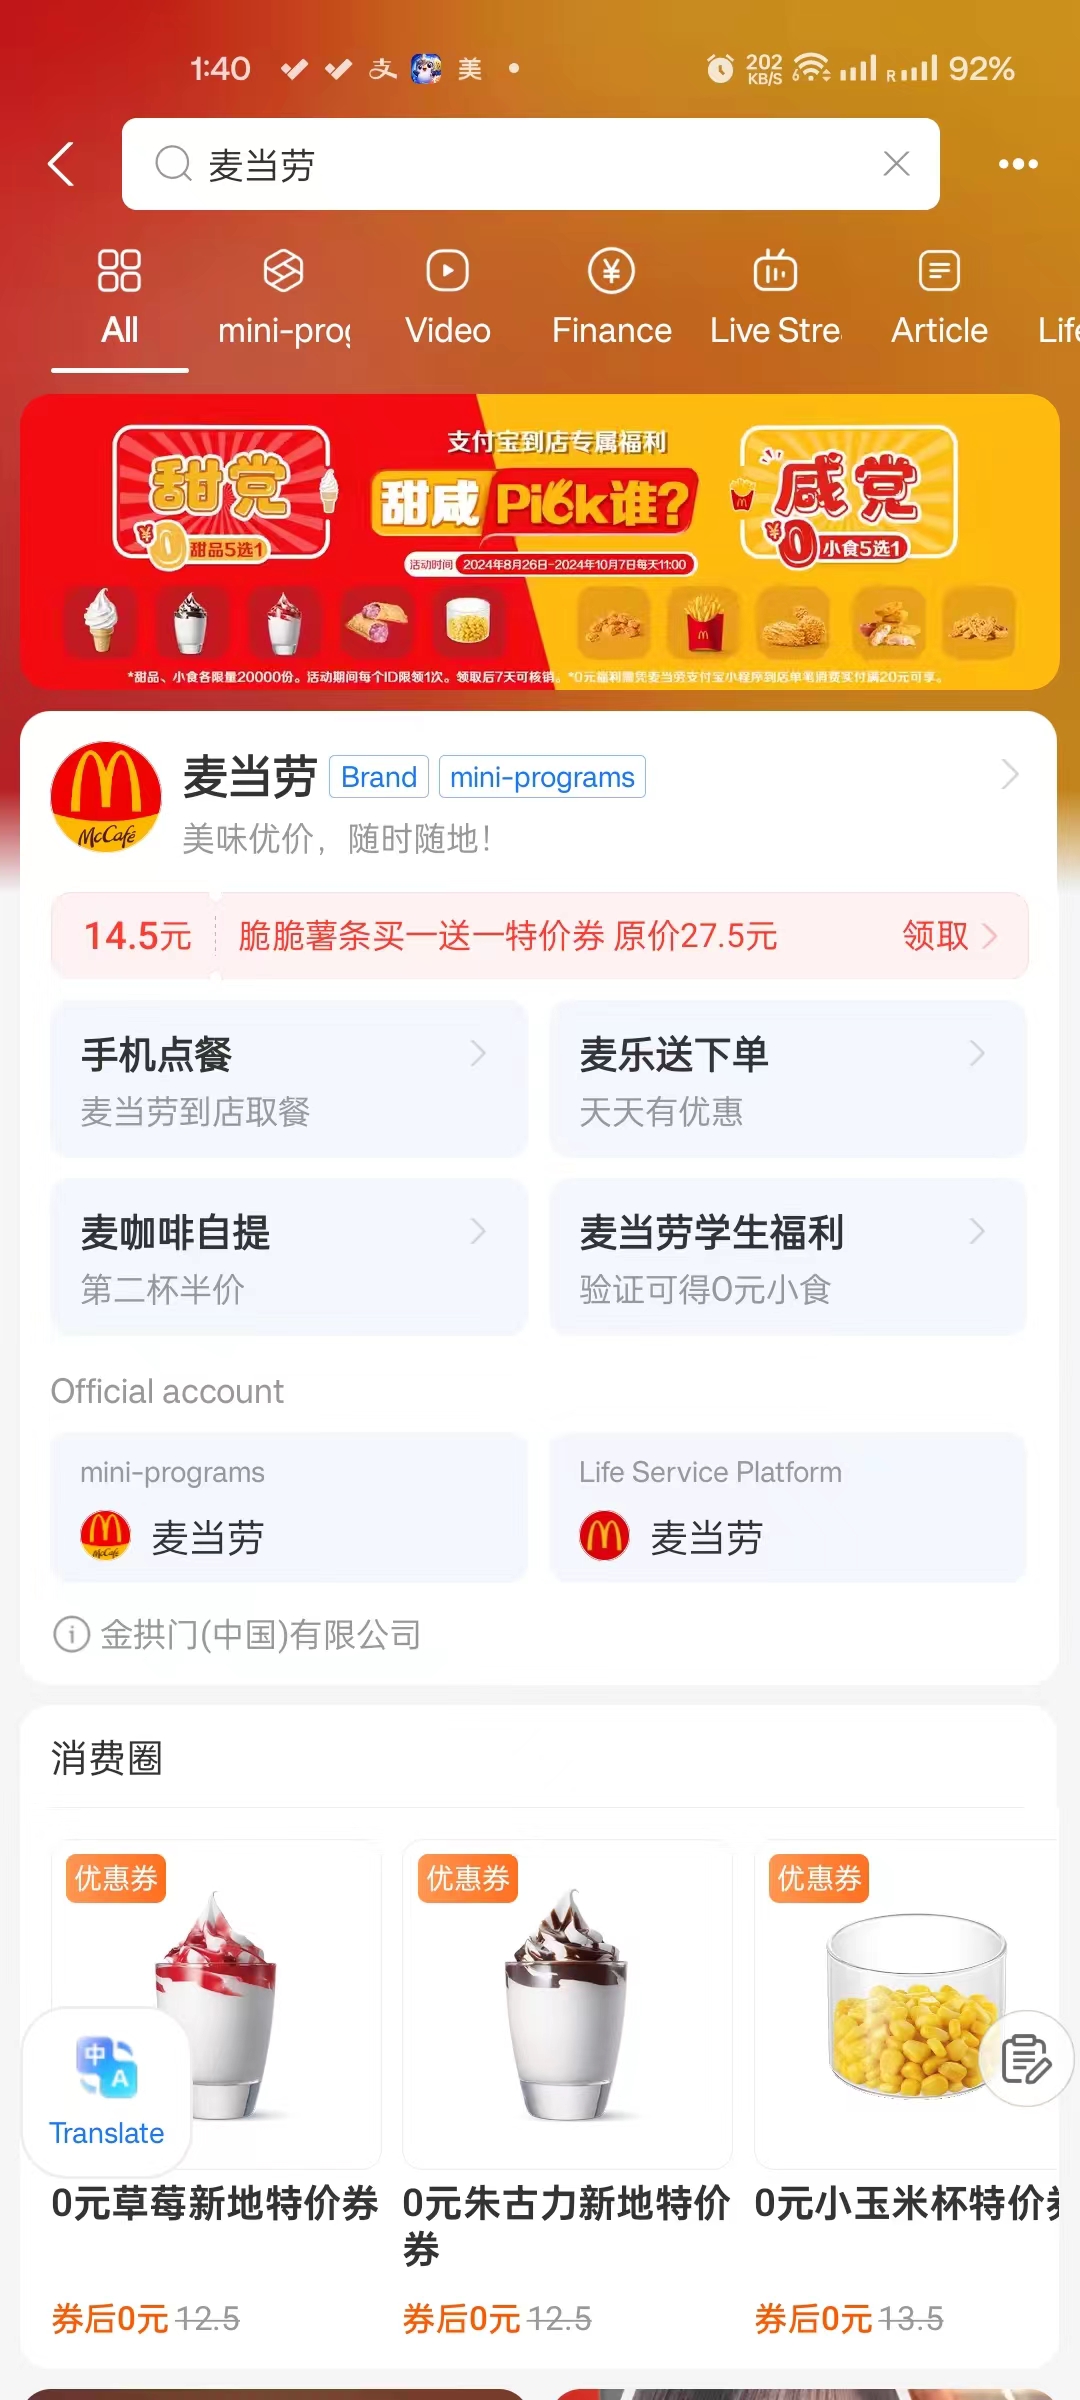 1:40 支 美 202 KB/S 6 R 92%
麦当劳
All mini-prog Video Finance Live Stre Article Life
甜党
¥0 甜品5选1
支付宝到店专属福利
甜咸Pick谁?
活动时间 2024年8月26日-2024年10月7日每天11:00
咸党
¥0 小食5选1
*甜品、小食各限量20000份。活动期间每个ID限领1次。领取后7天可核销。*0元福利需凭麦当劳支付宝小程序到店单笔消费实付满20元可享。
麦当劳 Brand mini-programs
McCafé
美味优价，随时随地！
14.5元 脆脆薯条买一送一特价券 原价27.5元 领取
手机点餐
麦当劳到店取餐
麦乐送下单
天天有优惠
麦咖啡自提
第二杯半价
麦当劳学生福利
验证可得0元小食
Official account
mini-programs
McCafé 麦当劳
Life Service Platform
麦当劳
金拱门(中国)有限公司
消费圈
优惠券
优惠券
优惠券
中 A
Translate
0元草莓新地特价券
券后0元 12.5
0元朱古力新地特价
券
券后0元 12.5
0元小玉米杯特价券
券后0元 13.5